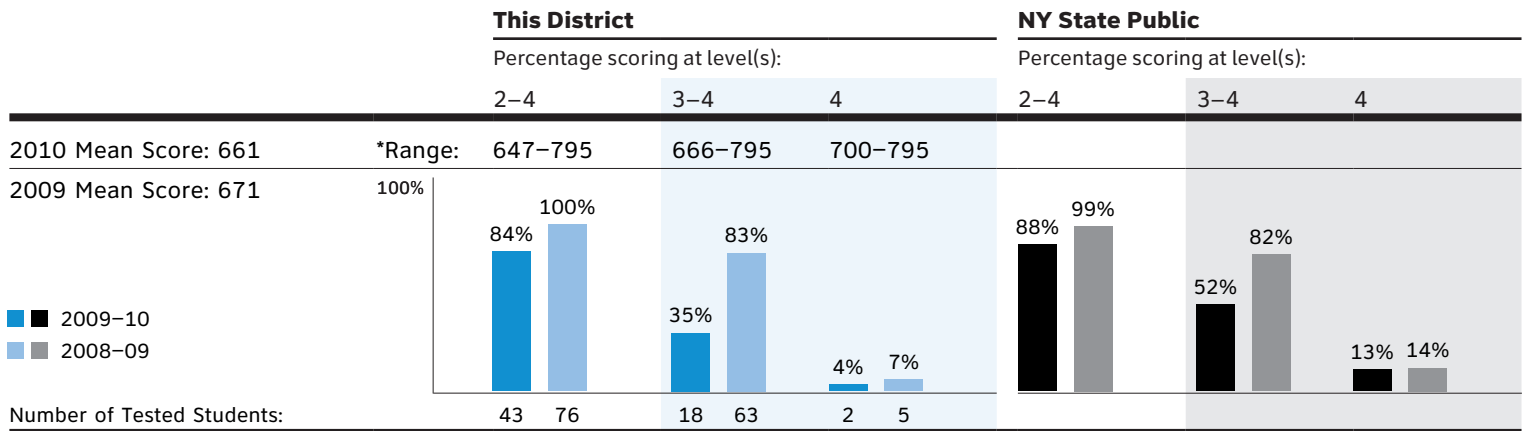 This District NY State Public
Percentage scoring at level(s): Percentage scoring at level(s):
2–4 3–4 4 2–4 3–4 4
2010 Mean Score: 661 *Range: 647–795 666–795 700–795
2009 Mean Score: 671 100%
84% 100% 35% 83% 4% 7% 88% 99% 52% 82% 13% 14%
2009–10
2008–09
Number of Tested Students: 43 76 18 63 2 5